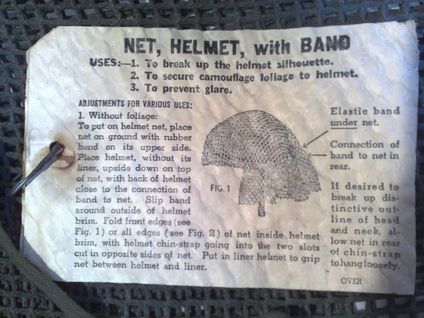 NET, HELMET, with BAND
USES:—1. To break up the helmet silhouette.
2. To secure camouflage foliage to helmet.
3. To prevent glare.
ADJUSTMENTS FOR VARIOUS USES:
1. Without foliage:
To put on helmet net, place
net on ground with rubber
band on its upper side.
Place helmet, without its
liner, upside down on top
of net, with back of helmet
close to the connection of
band to net. Slip band
around outside of helmet
brim. Fold front edges (see
Fig. 1) or all edges (see Fig. 2) of net inside helmet
brim, with helmet chin-strap going into the two slots
cut in opposite sides of net. Put in liner helmet to grip
net between helmet and liner.
FIG. 1
Elastic band
under net.
Connection of
band to net in
rear.
If desired to
break up dis-
tinctive out-
line of head
and neck, al-
low net in rear
of chin-strap
to hang loosely.
OVER